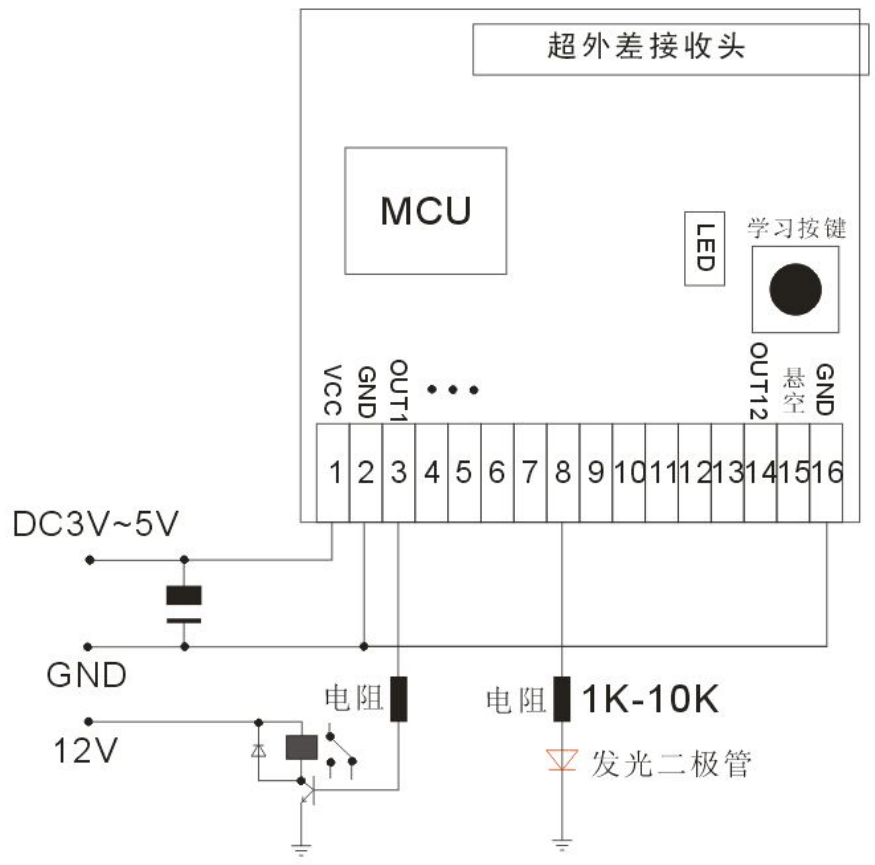 超外差接收头
MCU
LED
学习按键
VCC
GND
OUT1
OUT12
悬空
GND
1 2 3 4 5 6 7 8 9 10 11 12 13 14 15 16
DC3V~5V
GND
电阻
电阻 1K-10K
12V
发光二极管